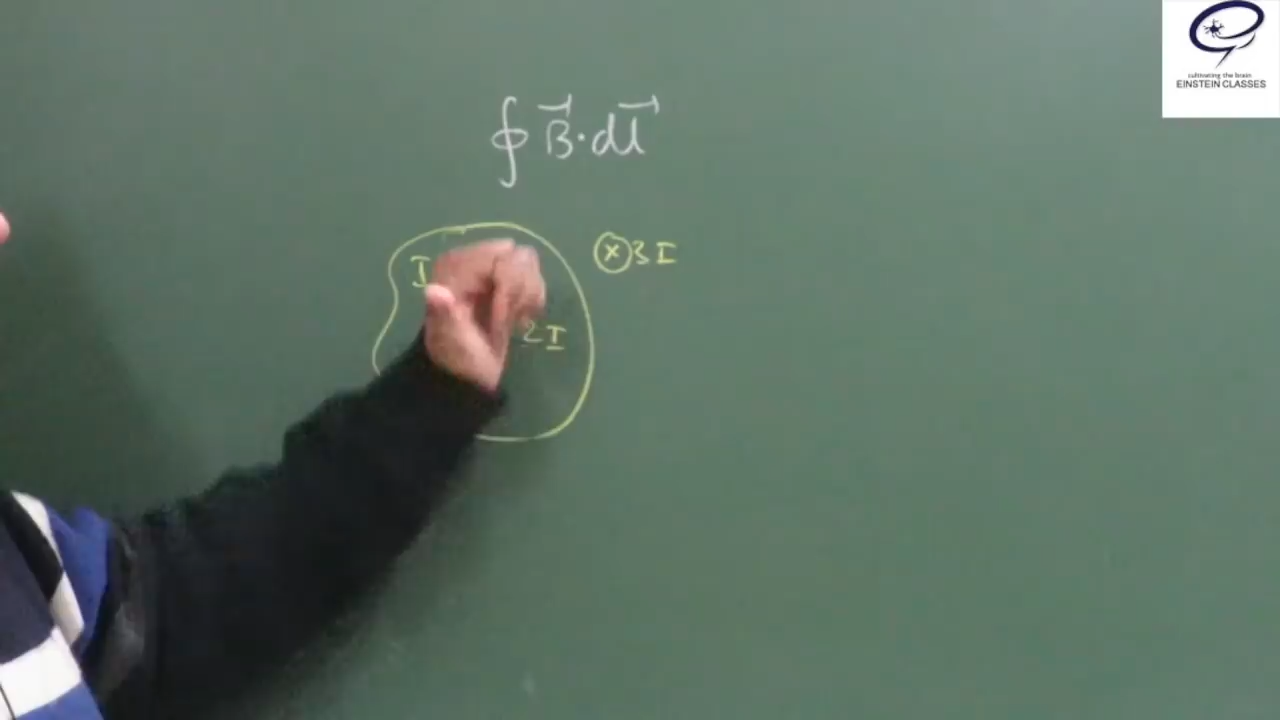 cultivating the brain
EINSTEIN CLASSES
∮ B⃗·dl⃗
I
⊗ 3I
2I